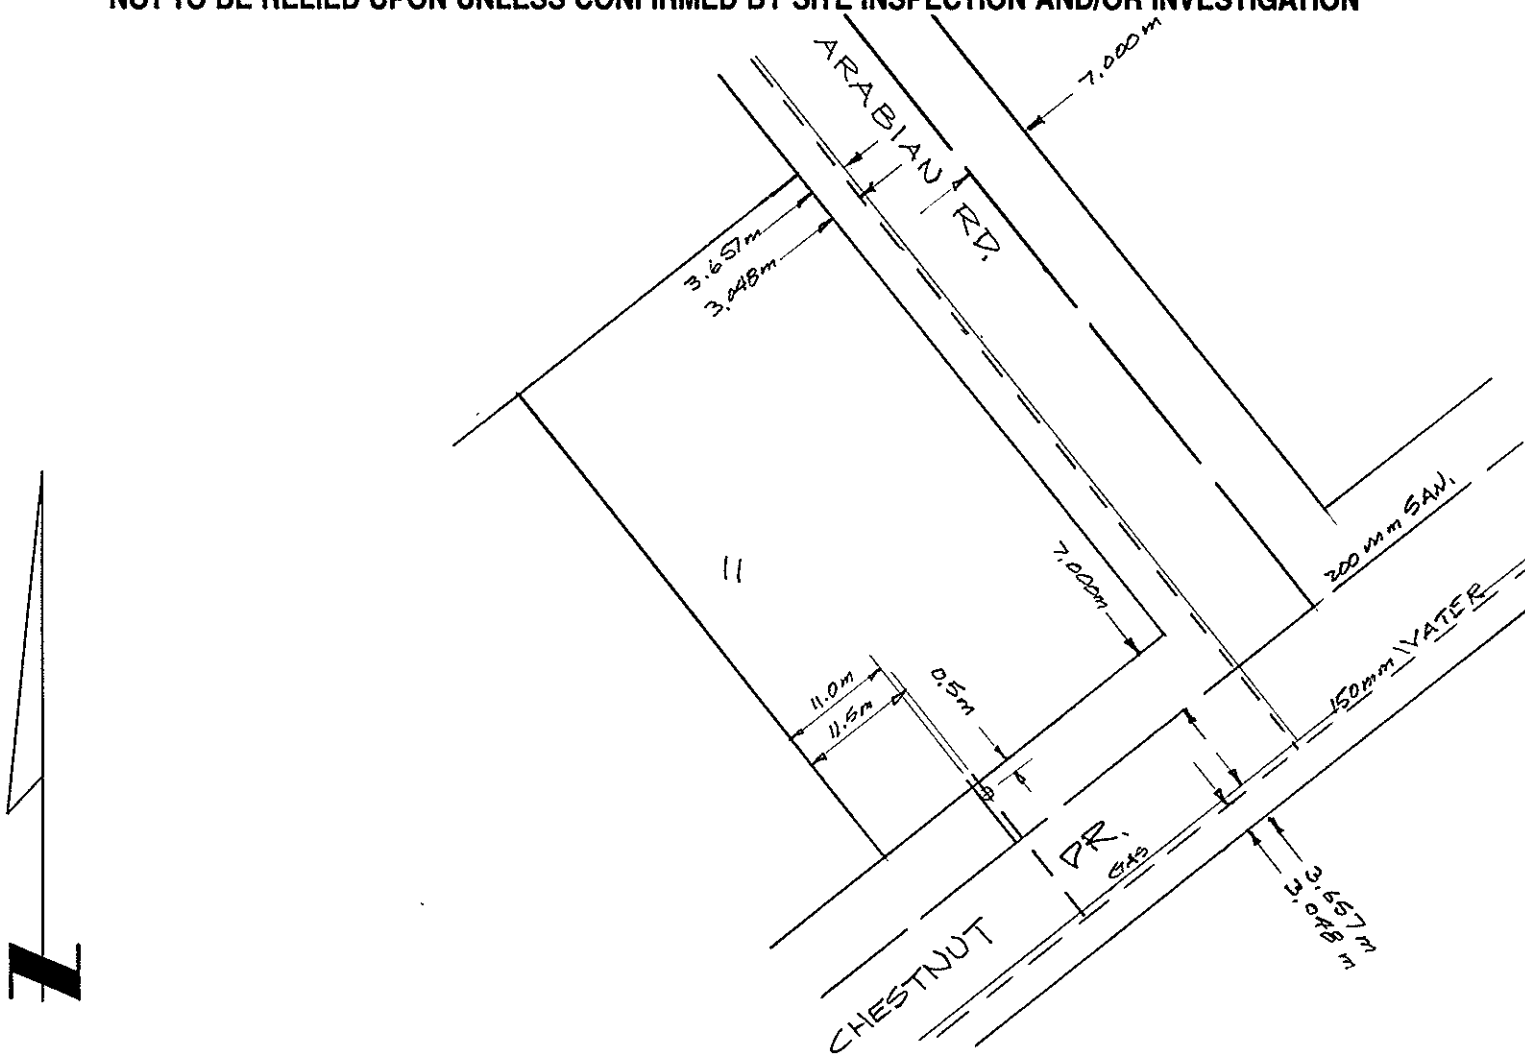 NOT TO BE RELIED UPON UNLESS CONFIRMED BY SITE INSPECTION AND/OR INVESTIGATION
7.000m
ARABIAN RD.
3.657m
3.048m
200mm SAN.
11
7.000m
150mm WATER
11.0m
11.5m
0.5m
CHESTNUT DR.
GAS
3.657m
3.048m
Z